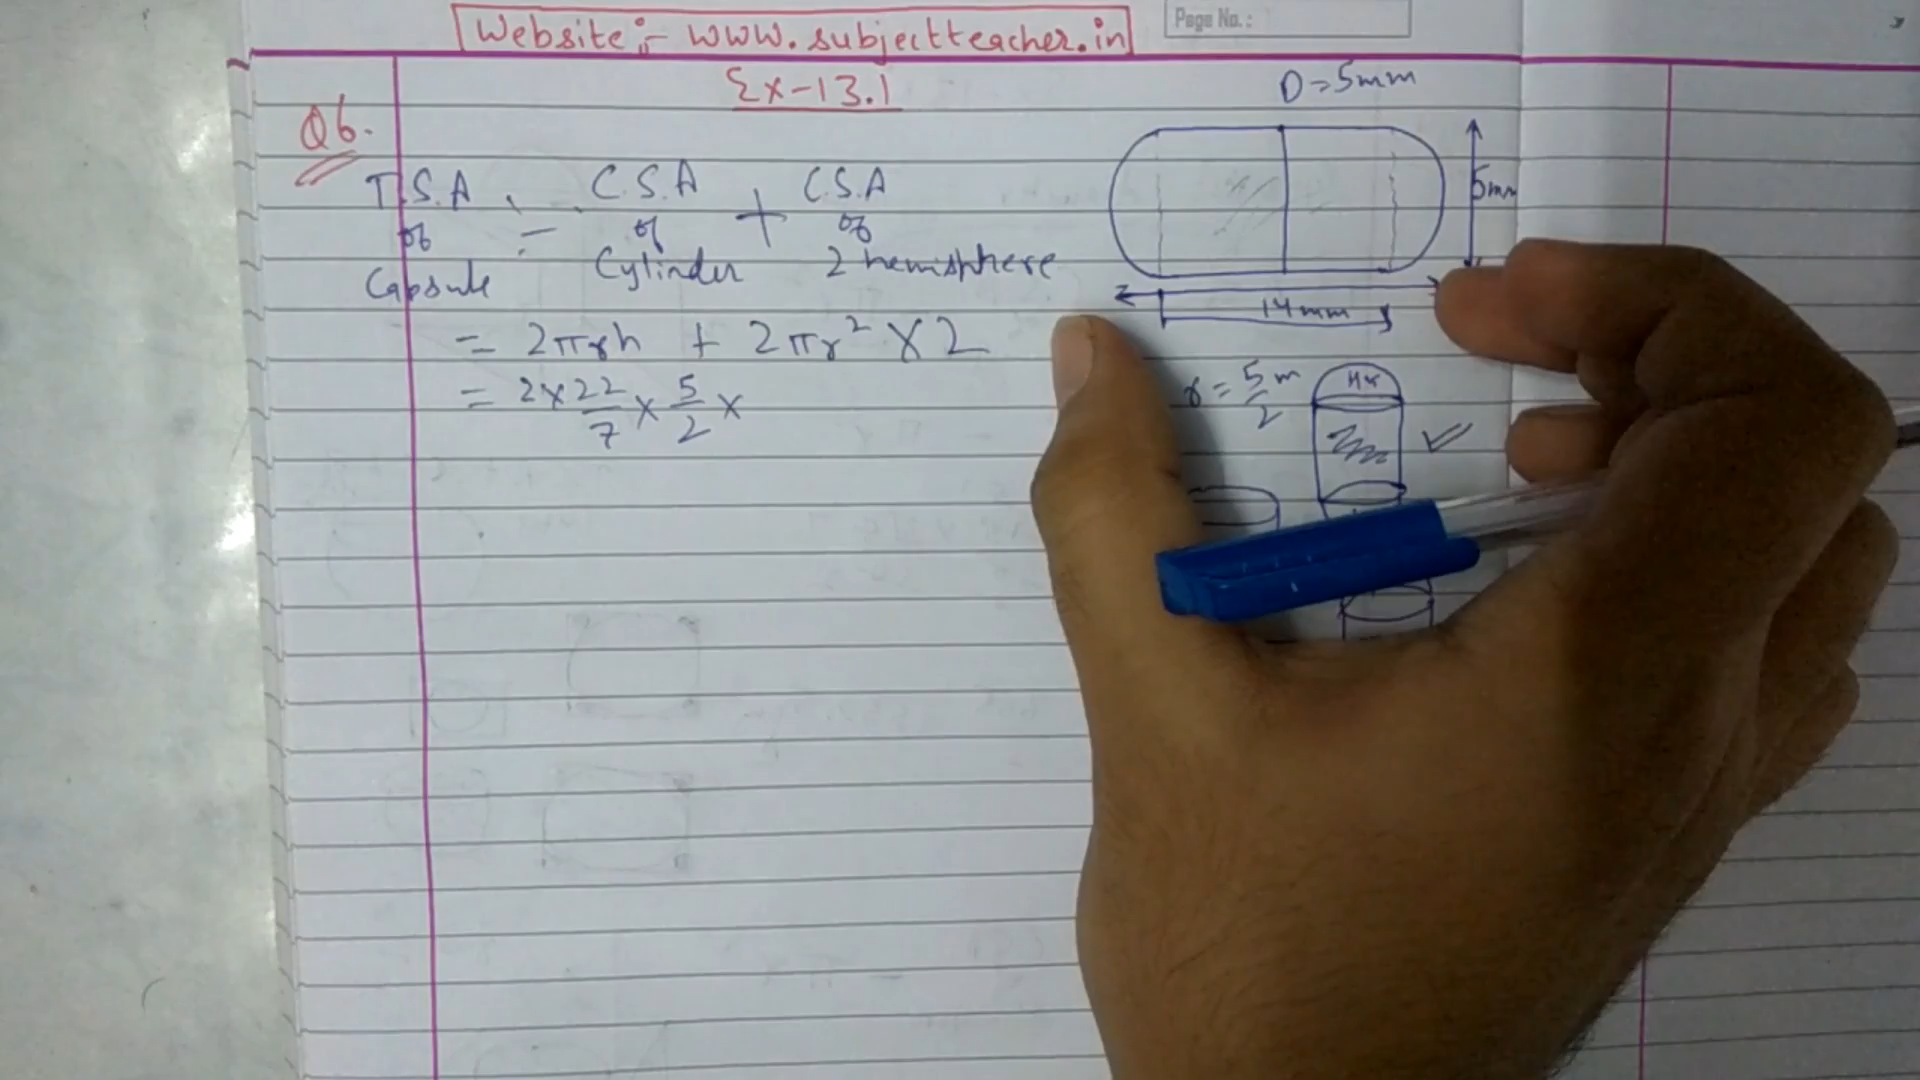 Website :- www.subjectteacher.in
Page No. :
Ex-13.1
D = 5mm
Q6.
T.S.A of Capsule = C.S.A of Cylinder + C.S.A of 2 hemisphere
5mm
14mm
= 2πrh + 2πr² × 2
= 2 × 22/7 × 5/2 ×
r = 5/2 m